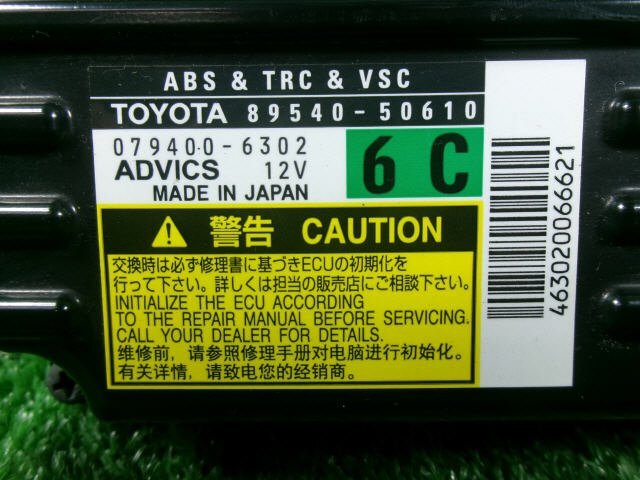 ABS & TRC & VSC
TOYOTA 89540-50610
079400-6302
ADVICS 12V
MADE IN JAPAN
6C
警告 CAUTION
交換時は必ず修理書に基づきECUの初期化を
行って下さい。詳しくは担当の販売店にご相談下さい。
INITIALIZE THE ECU ACCORDING
TO THE REPAIR MANUAL BEFORE SERVICING.
CALL YOUR DEALER FOR DETAILS.
维修前，请参照修理手册对电脑进行初始化。
有关详情，请致电您的经销商。
463020066621